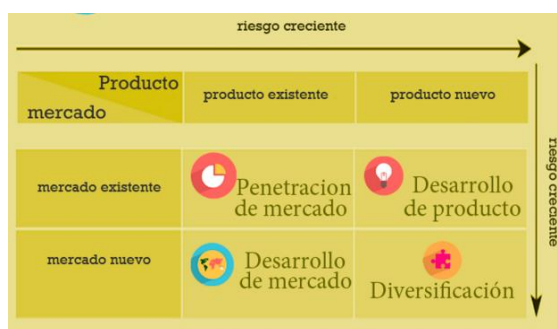 riesgo creciente
Producto
mercado
producto existente
producto nuevo
mercado existente
Penetracion
de mercado
Desarrollo
de producto
mercado nuevo
Desarrollo
de mercado
Diversificación
riesgo creciente